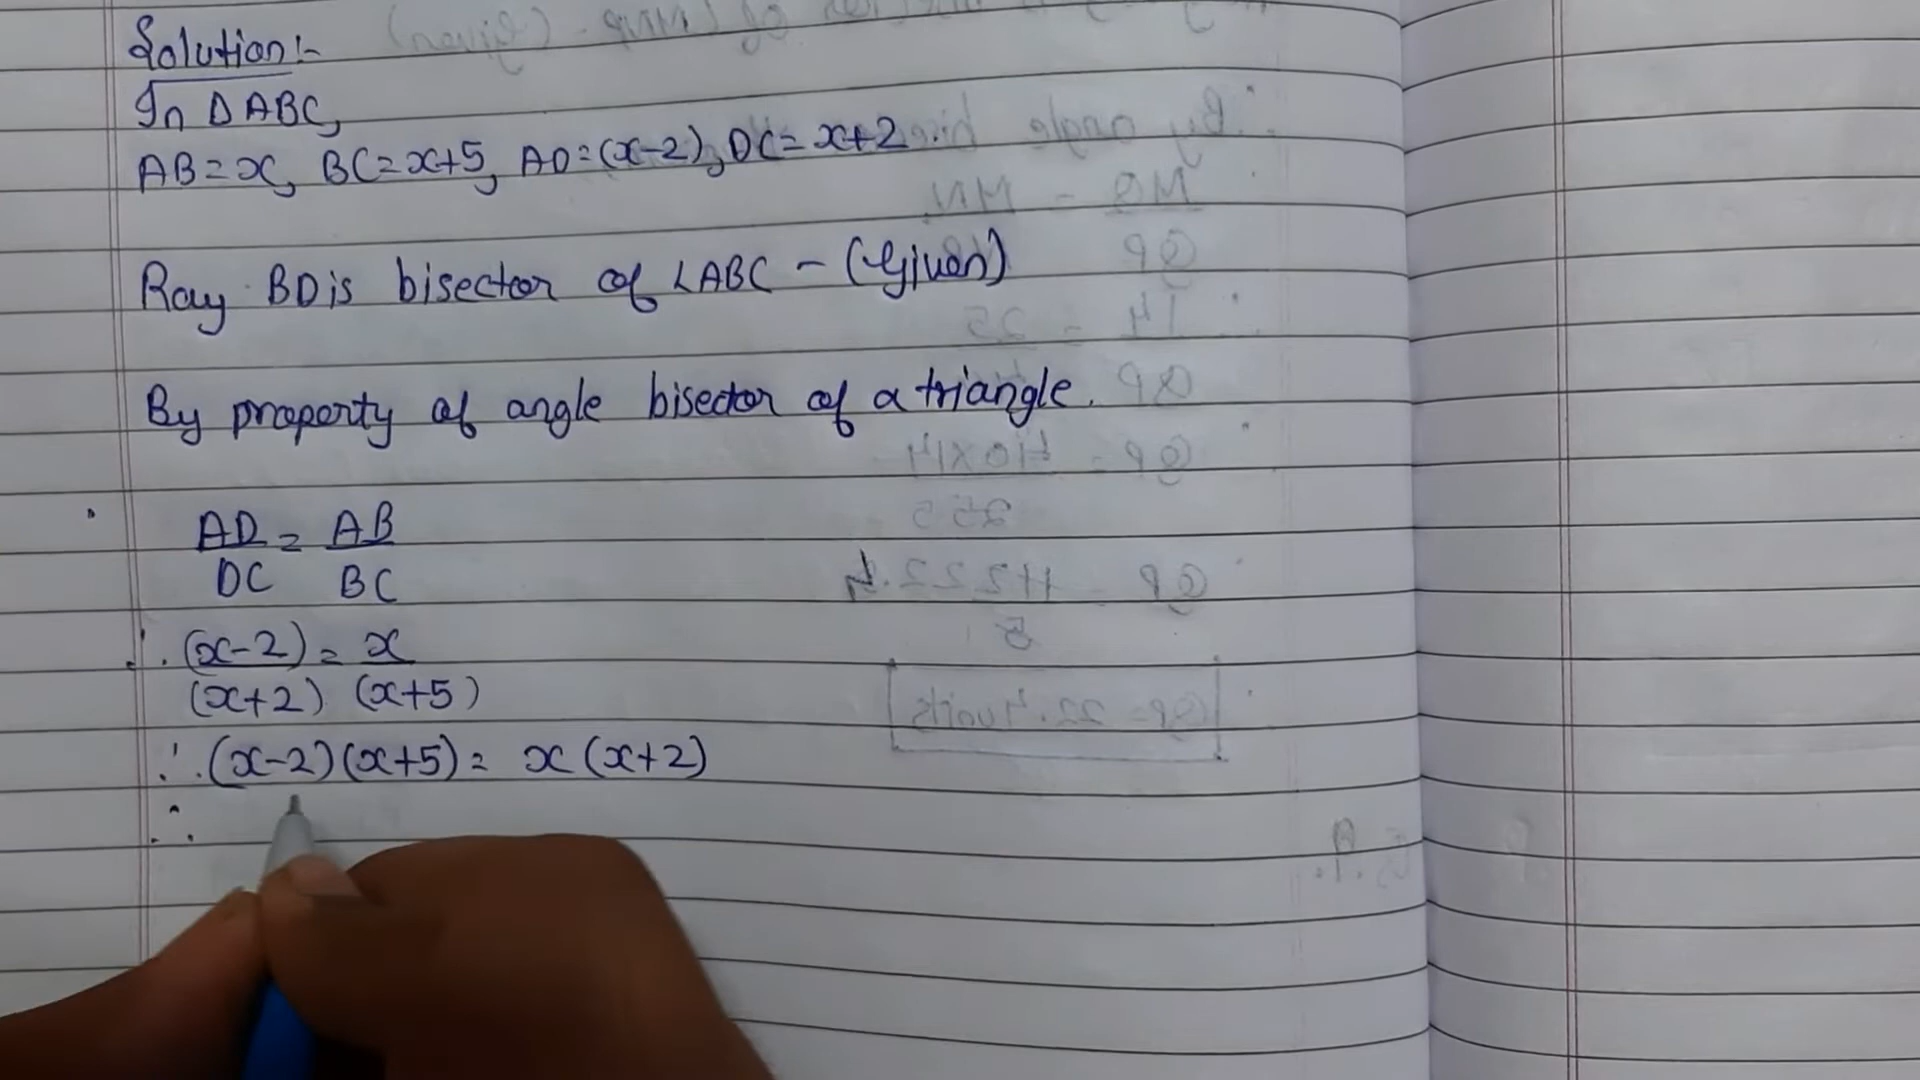 Solution:-
In ΔABC,
AB=x, BC=x+5, AD=(x-2), DC=x+2.
Ray BD is bisector of ∠ABC - (Given)
By property of angle bisector of a triangle.
AD = AB
DC BC
∴ (x-2) = x
(x+2) (x+5)
∴ (x-2)(x+5) = x(x+2)
∴